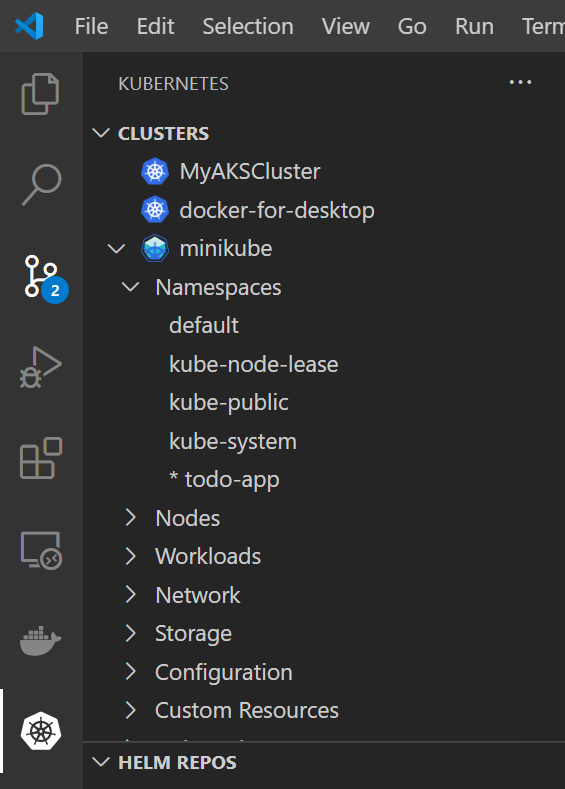 File Edit Selection View Go Run
KUBERNETES
CLUSTERS
MyAKSCluster
docker-for-desktop
minikube
Namespaces
default
kube-node-lease
kube-public
kube-system
* todo-app
2
Nodes
Workloads
Network
Storage
Configuration
Custom Resources
HELM REPOS